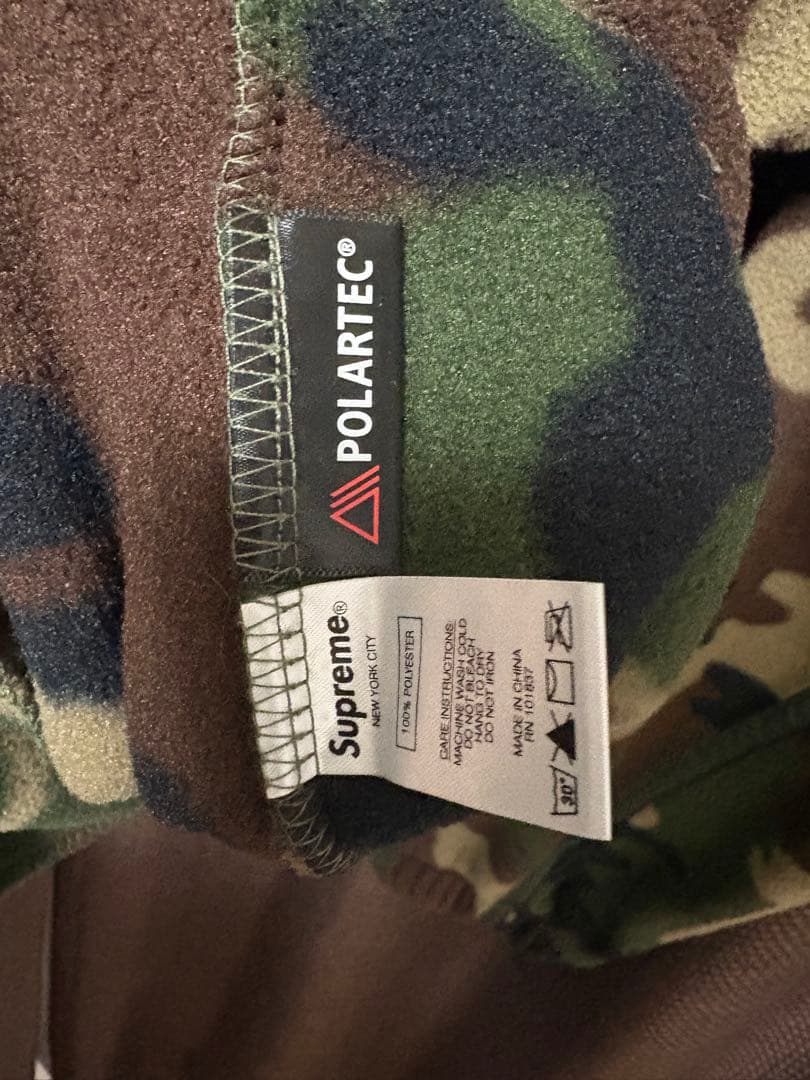 POLARTEC®
Supreme®
NEW YORK CITY
100% POLYESTER
CARE INSTRUCTIONS:
MACHINE WASH COLD
DO NOT BLEACH
HANG TO DRY
DO NOT IRON
MADE IN CHINA
RN 101837
30°